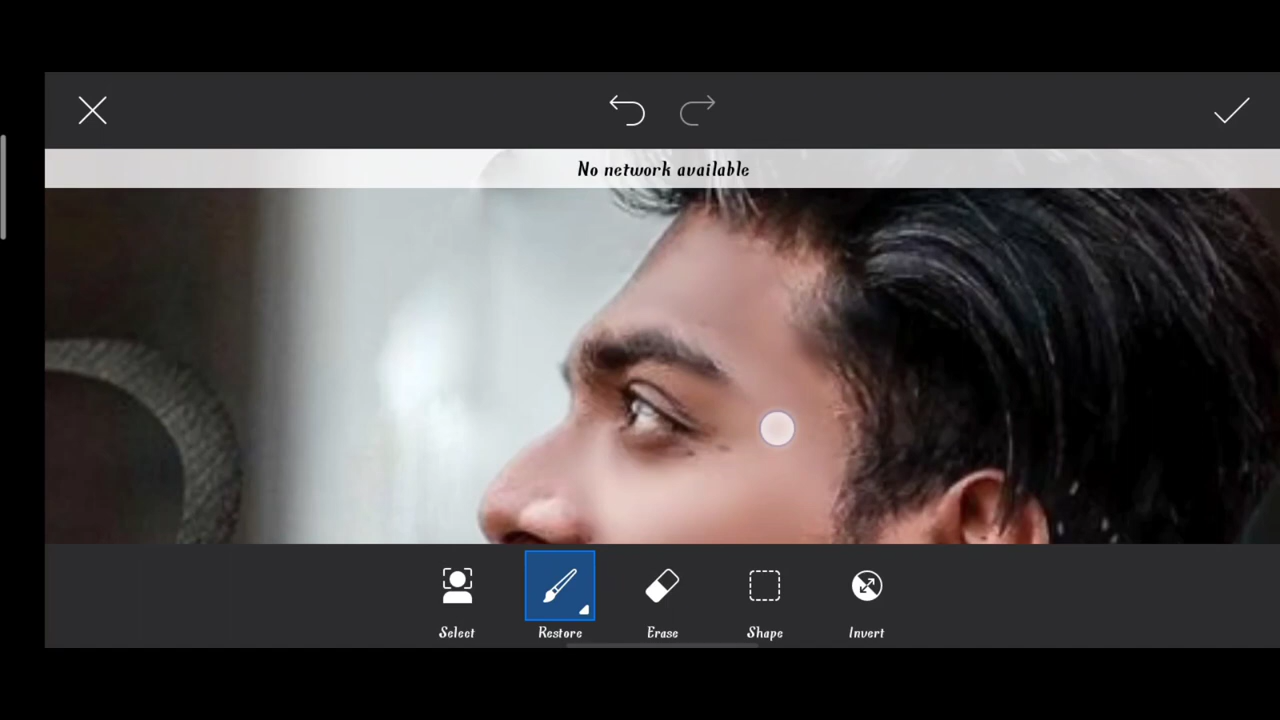 No network available
Select
Restore
Erase
Shape
Invert